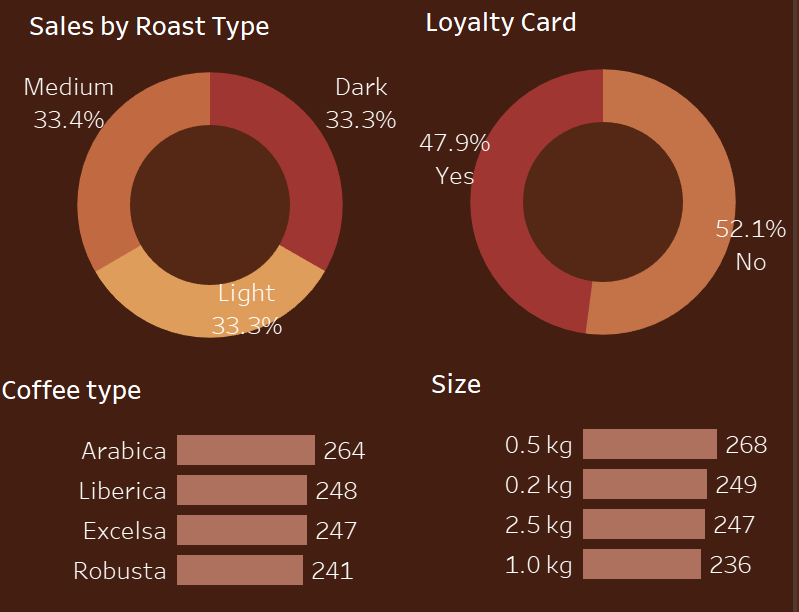 Sales by Roast Type
Medium
33.4%
Dark
33.3%
Light
33.3%
Loyalty Card
47.9%
Yes
52.1%
No
Coffee type
Arabica 264
Liberica 248
Excelsa 247
Robusta 241
Size
0.5 kg 268
0.2 kg 249
2.5 kg 247
1.0 kg 236